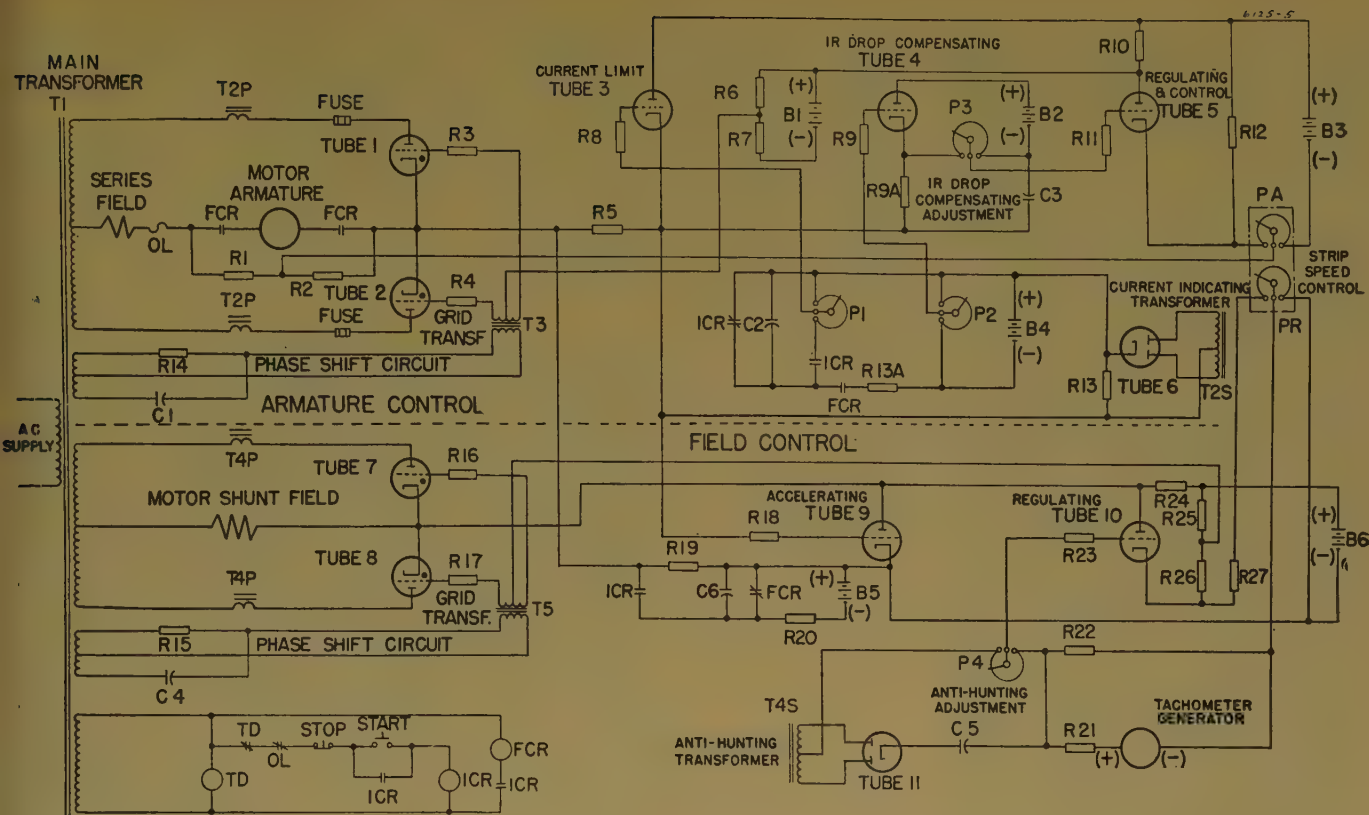 6125-5
MAIN
TRANSFORMER
T1
T2P
FUSE
TUBE 1
R3
SERIES
FIELD
OL
FCR
MOTOR
ARMATURE
FCR
R1
R2
TUBE 2
R4
T2P
FUSE
GRID
TRANSF
T3
R14
PHASE SHIFT CIRCUIT
C1
ARMATURE CONTROL
CURRENT LIMIT
TUBE 3
R8
R5
R6
R7
(+)
B1
(-)
IR DROP COMPENSATING
TUBE 4
R9
P3
(+)
B2
(-)
R9A
IR DROP
COMPENSATING
ADJUSTMENT
C3
R10
REGULATING
& CONTROL
TUBE 5
R11
R12
(+)
B3
(-)
PA
STRIP
SPEED
CONTROL
PR
1CR
C2
P1
1CR
FCR
R13A
P2
(+)
B4
(-)
CURRENT INDICATING
TRANSFORMER
R13
TUBE 6
T2S
AC
SUPPLY
FIELD CONTROL
T4P
TUBE 7
R16
MOTOR SHUNT FIELD
TUBE 8
R17
T4P
GRID
TRANSF.
T5
R15
PHASE SHIFT CIRCUIT
C4
ACCELERATING
TUBE 9
R18
R19
1CR
C6
FCR
(+)
B5
(-)
R20
REGULATING
TUBE 10
R23
R24
R25
R26
R27
(+)
B6
(-)
R22
P4
ANTI-HUNTING
ADJUSTMENT
C5
R21
TACHOMETER
GENERATOR
(+)
(-)
T4S
ANTI-HUNTING
TRANSFORMER
TUBE 11
TD
TD
OL
STOP
START
1CR
1CR
FCR
1CR